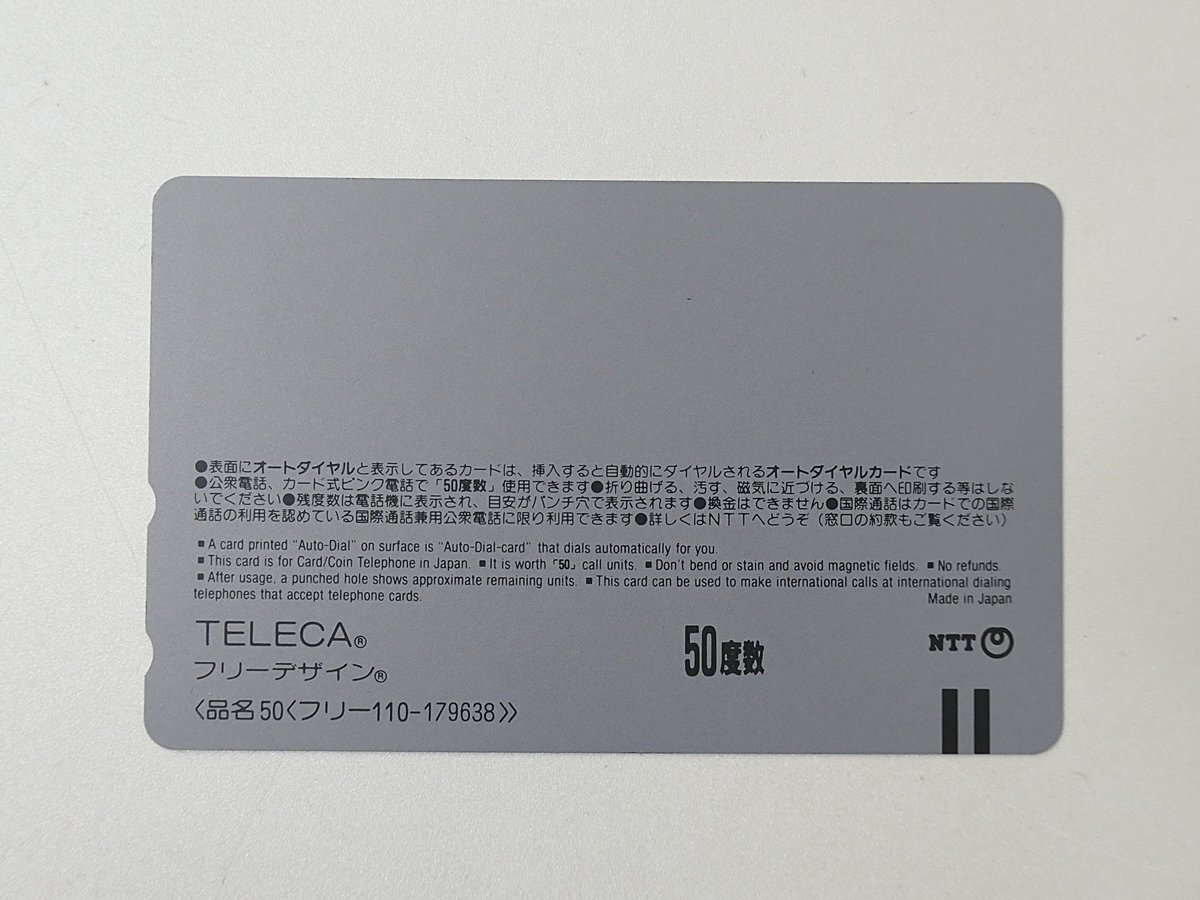 ●表面にオートダイヤルと表示してあるカードは、挿入すると自動的にダイヤルされるオートダイヤルカードです
●公衆電話、カード式ピンク電話で「50度数」使用できます●折り曲げる、汚す、磁気に近づける、裏面へ印刷する等はしな
いでください●残度数は電話機に表示され、目安がパンチ穴で表示されます●換金はできません●国際通話はカードでの国際
通話の利用を認めている国際通話兼用公衆電話に限り利用できます●詳しくはNTTへどうぞ（窓口の約款もご覧ください）
■ A card printed "Auto-Dial" on surface is "Auto-Dial-card" that dials automatically for you.
■ This card is for Card/Coin Telephone in Japan. ■ It is worth「50」call units. ■ Don't bend or stain and avoid magnetic fields. ■ No refunds.
■ After usage, a punched hole shows approximate remaining units. ■ This card can be used to make international calls at international dialing
telephones that accept telephone cards.
Made in Japan
TELECA®
フリーデザイン®
〈品名50〈フリー110-179638〉〉
50度数
NTT